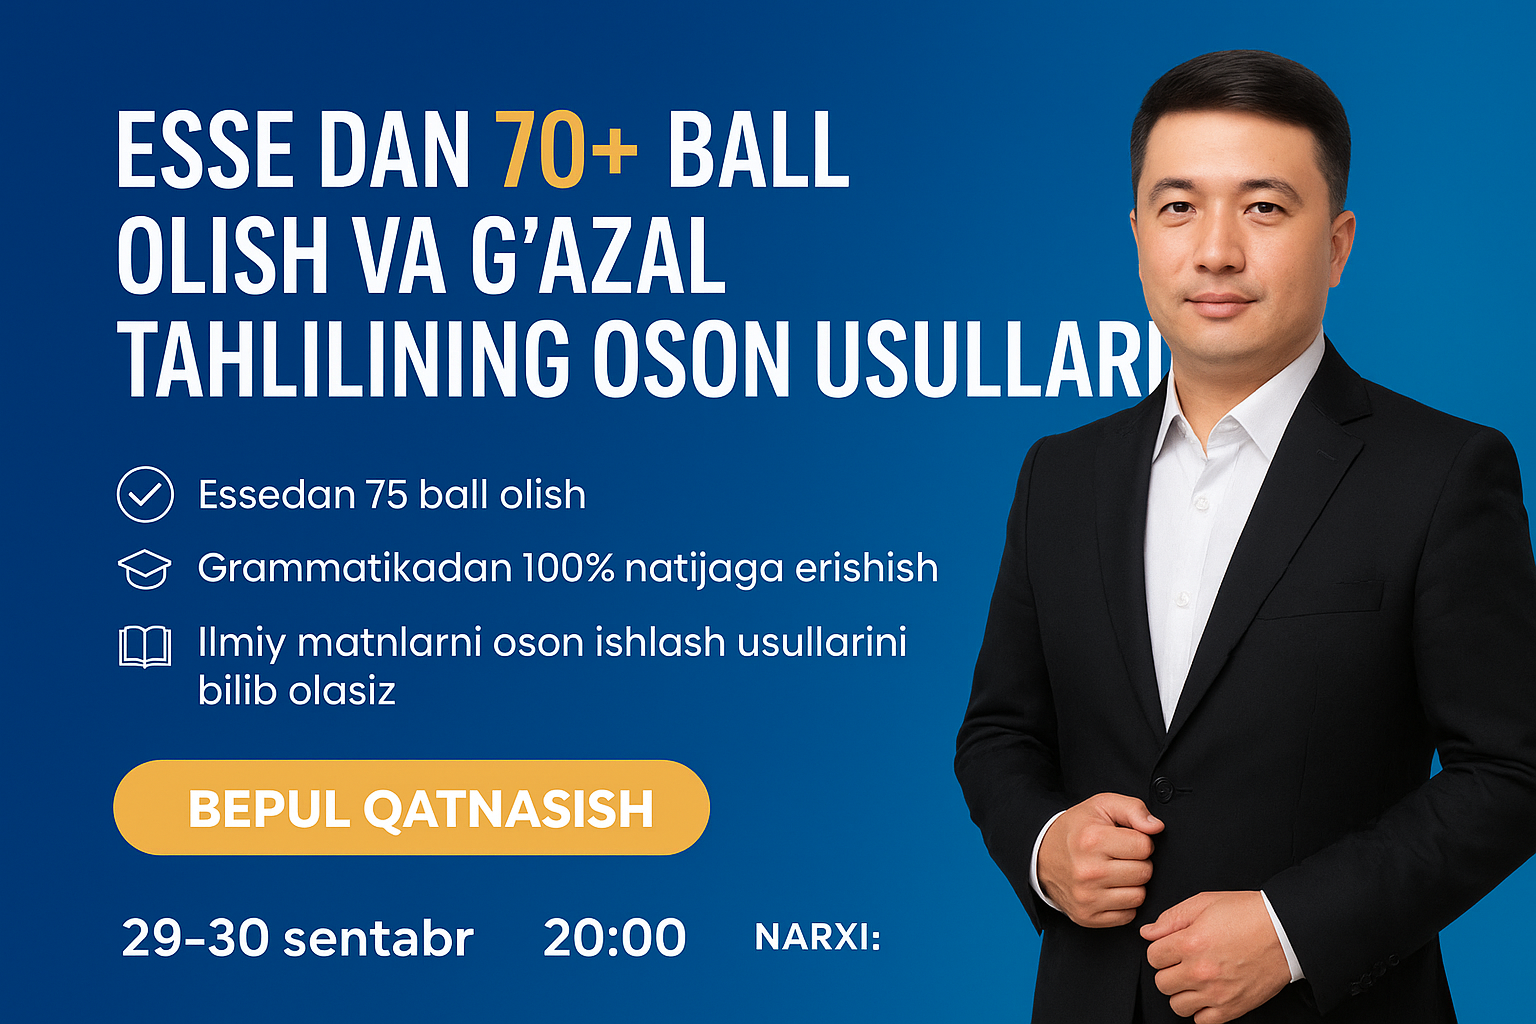 ESSE DAN 70+ BALL
OLISH VA G’AZAL
TAHLILINING OSON USULLARI
Essedan 75 ball olish
Grammatikadan 100% natijaga erishish
Ilmiy matnlarni oson ishlash usullarini
bilib olasiz
BEPUL QATNASISH
29-30 sentabr 20:00 NARXI: